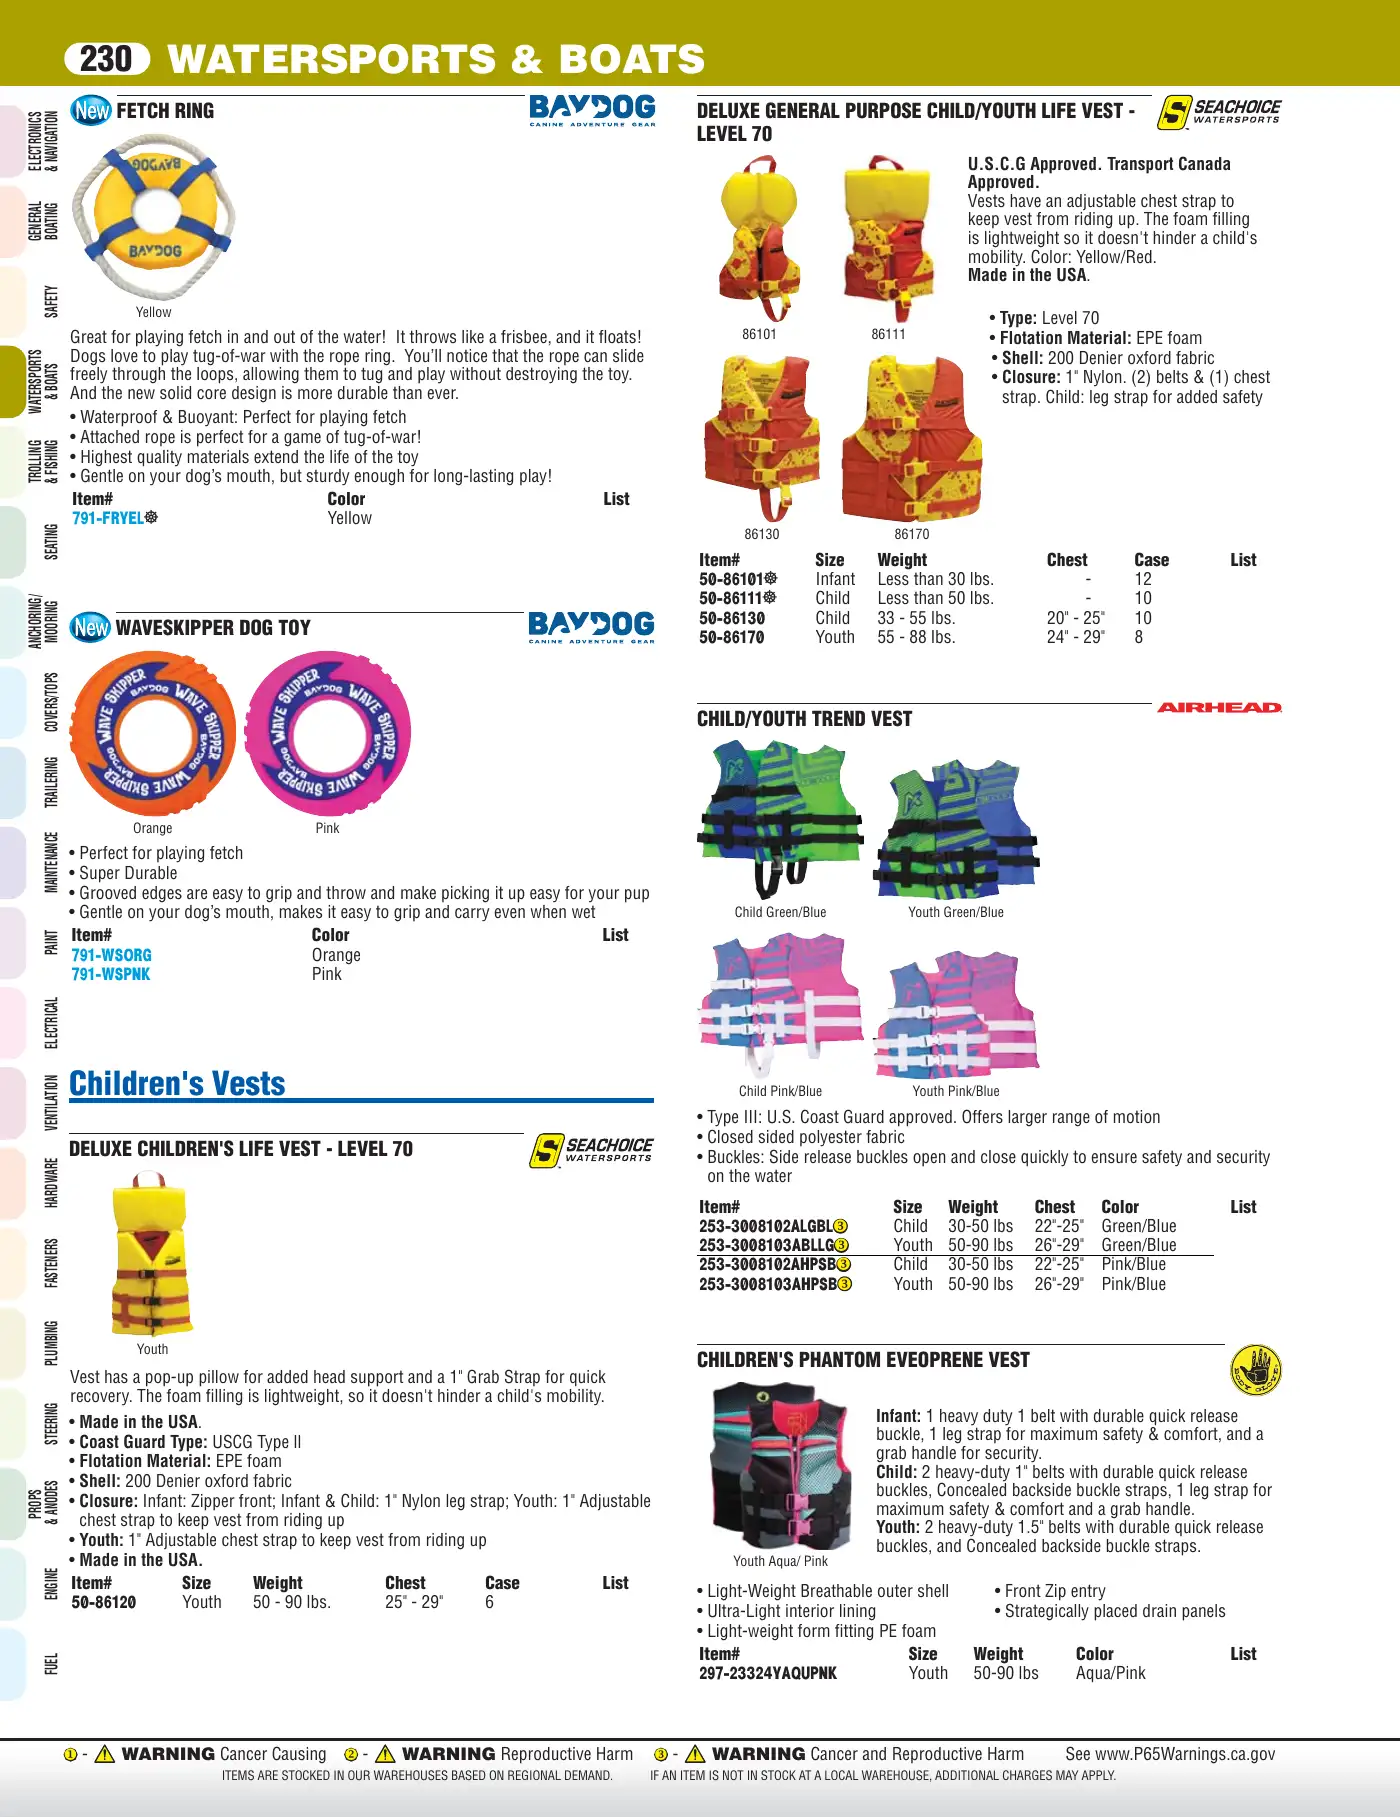 230 WATERSPORTS & BOATS
ELECTRONICS
& NAVIGATION
GENERAL
BOATING
SAFETY
WATERSPORTS
& BOATS
TROLLING
& FISHING
SEATING
ANCHORING/
MOORING
COVERS/TOPS
TRAILERING
MAINTENANCE
PAINT
ELECTRICAL
VENTILATION
HARDWARE
FASTENERS
PLUMBING
STEERING
PROPS
& ANODES
ENGINE
FUEL
New FETCH RING
BAYDOG
CANINE ADVENTURE GEAR
BAYDOG
BAYDOG
Yellow
Great for playing fetch in and out of the water!  It throws like a frisbee, and it floats!
Dogs love to play tug-of-war with the rope ring.  You’ll notice that the rope can slide
freely through the loops, allowing them to tug and play without destroying the toy.
And the new solid core design is more durable than ever.
• Waterproof & Buoyant: Perfect for playing fetch
• Attached rope is perfect for a game of tug-of-war!
• Highest quality materials extend the life of the toy
• Gentle on your dog’s mouth, but sturdy enough for long-lasting play!
Item# Color List
791-FRYEL Yellow
New WAVESKIPPER DOG TOY
BAYDOG
CANINE ADVENTURE GEAR
WAVE SKIPPER BAYDOG WAVE SKIPPER BAYDOG WAVE SKIPPER BAYDOG
WAVE SKIPPER BAYDOG WAVE SKIPPER BAYDOG WAVE SKIPPER BAYDOG
Orange Pink
• Perfect for playing fetch
• Super Durable
• Grooved edges are easy to grip and throw and make picking it up easy for your pup
• Gentle on your dog’s mouth, makes it easy to grip and carry even when wet
Item# Color List
791-WSORG Orange
791-WSPNK Pink
Children's Vests
DELUXE CHILDREN'S LIFE VEST - LEVEL 70
S SEACHOICE
WATERSPORTS
Youth
Vest has a pop-up pillow for added head support and a 1" Grab Strap for quick
recovery. The foam filling is lightweight, so it doesn't hinder a child's mobility.
• Made in the USA.
• Coast Guard Type: USCG Type II
• Flotation Material: EPE foam
• Shell: 200 Denier oxford fabric
• Closure: Infant: Zipper front; Infant & Child: 1" Nylon leg strap; Youth: 1" Adjustable
chest strap to keep vest from riding up
• Youth: 1" Adjustable chest strap to keep vest from riding up
• Made in the USA.
Item# Size Weight Chest Case List
50-86120 Youth 50 - 90 lbs. 25" - 29" 6
DELUXE GENERAL PURPOSE CHILD/YOUTH LIFE VEST -
LEVEL 70
S SEACHOICE
WATERSPORTS
U.S.C.G Approved. Transport Canada
Approved.
Vests have an adjustable chest strap to
keep vest from riding up. The foam filling
is lightweight so it doesn't hinder a child's
mobility. Color: Yellow/Red.
Made in the USA.
• Type: Level 70
• Flotation Material: EPE foam
• Shell: 200 Denier oxford fabric
• Closure: 1" Nylon. (2) belts & (1) chest
strap. Child: leg strap for added safety
86101 86111
86130 86170
Item# Size Weight Chest Case List
50-86101 Infant Less than 30 lbs. - 12
50-86111 Child Less than 50 lbs. - 10
50-86130 Child 33 - 55 lbs. 20" - 25" 10
50-86170 Youth 55 - 88 lbs. 24" - 29" 8
CHILD/YOUTH TREND VEST
AIRHEAD
Child Green/Blue Youth Green/Blue
Child Pink/Blue Youth Pink/Blue
• Type III: U.S. Coast Guard approved. Offers larger range of motion
• Closed sided polyester fabric
• Buckles: Side release buckles open and close quickly to ensure safety and security
on the water
Item# Size Weight Chest Color List
253-3008102ALGBL 3 Child 30-50 lbs 22"-25" Green/Blue
253-3008103ABLLG 3 Youth 50-90 lbs 26"-29" Green/Blue
253-3008102AHPSB 3 Child 30-50 lbs 22"-25" Pink/Blue
253-3008103AHPSB 3 Youth 50-90 lbs 26"-29" Pink/Blue
CHILDREN'S PHANTOM EVEOPRENE VEST
BODY GLOVE
Infant: 1 heavy duty 1 belt with durable quick release
buckle, 1 leg strap for maximum safety & comfort, and a
grab handle for security.
Child: 2 heavy-duty 1" belts with durable quick release
buckles, Concealed backside buckle straps, 1 leg strap for
maximum safety & comfort and a grab handle.
Youth: 2 heavy-duty 1.5" belts with durable quick release
buckles, and Concealed backside buckle straps.
Youth Aqua/ Pink
• Light-Weight Breathable outer shell
• Ultra-Light interior lining
• Light-weight form fitting PE foam
• Front Zip entry
• Strategically placed drain panels
Item# Size Weight Color List
297-23324YAQUPNK Youth 50-90 lbs Aqua/Pink
1 - WARNING Cancer Causing 2 - WARNING Reproductive Harm 3 - WARNING Cancer and Reproductive Harm See www.P65Warnings.ca.gov
ITEMS ARE STOCKED IN OUR WAREHOUSES BASED ON REGIONAL DEMAND. IF AN ITEM IS NOT IN STOCK AT A LOCAL WAREHOUSE, ADDITIONAL CHARGES MAY APPLY.